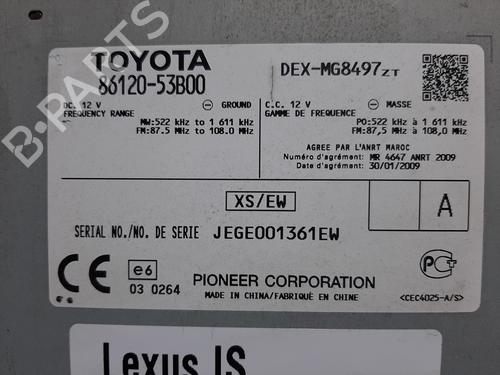 TOYOTA
86120-53B00
DEX-MG8497ZT
DC. 12 V ⊖ GROUND
FREQUENCY RANGE
MW:522 kHz to 1 611 kHz
FM:87.5 MHz to 108.0 MHz
C.C. 12 V ⊖ MASSE
GAMME DE FREQUENCE
PO:522 kHz à 1 611 kHz
FM:87,5 MHz à 108,0 MHz
AGREE PAR L'ANRT MAROC
Numéro d'agrément: MR 4647 ANRT 2009
Date d'agrément: 30/01/2009
XS/EW
A
SERIAL NO./NO. DE SERIE JEGE001361EW
CE
e6
03 0264
PIONEER CORPORATION
MADE IN CHINA/FABRIQUÉ EN CHINE
<CEC4025-A/S>
Lexus IS
B-PARTS